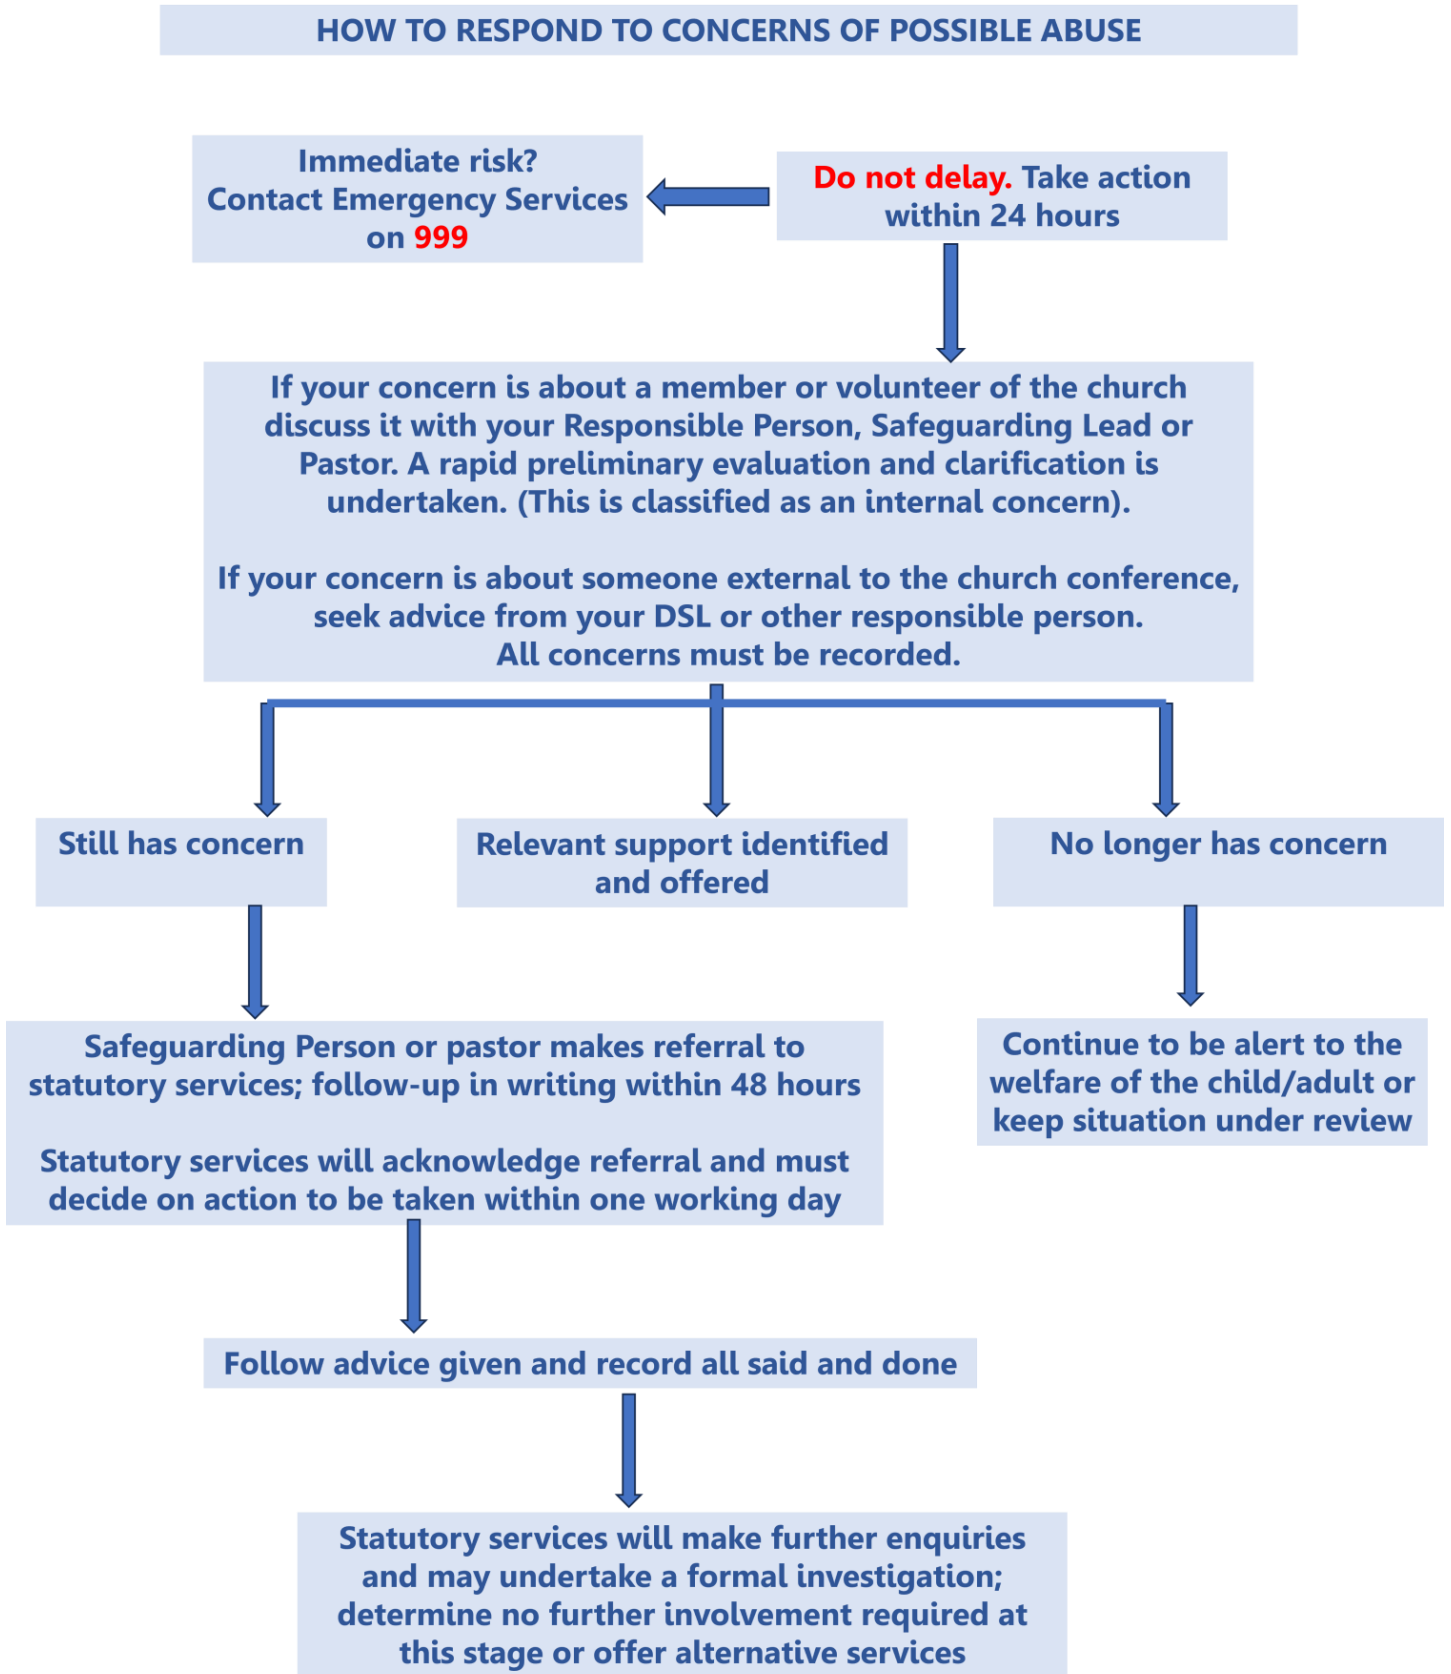 HOW TO RESPOND TO CONCERNS OF POSSIBLE ABUSE
Immediate risk?
Contact Emergency Services
on 999
Do not delay. Take action
within 24 hours
If your concern is about a member or volunteer of the church
discuss it with your Responsible Person, Safeguarding Lead or
Pastor. A rapid preliminary evaluation and clarification is
undertaken. (This is classified as an internal concern).
If your concern is about someone external to the church conference,
seek advice from your DSL or other responsible person.
All concerns must be recorded.
Still has concern
Relevant support identified
and offered
No longer has concern
Safeguarding Person or pastor makes referral to
statutory services; follow-up in writing within 48 hours
Statutory services will acknowledge referral and must
decide on action to be taken within one working day
Continue to be alert to the
welfare of the child/adult or
keep situation under review
Follow advice given and record all said and done
Statutory services will make further enquiries
and may undertake a formal investigation;
determine no further involvement required at
this stage or offer alternative services